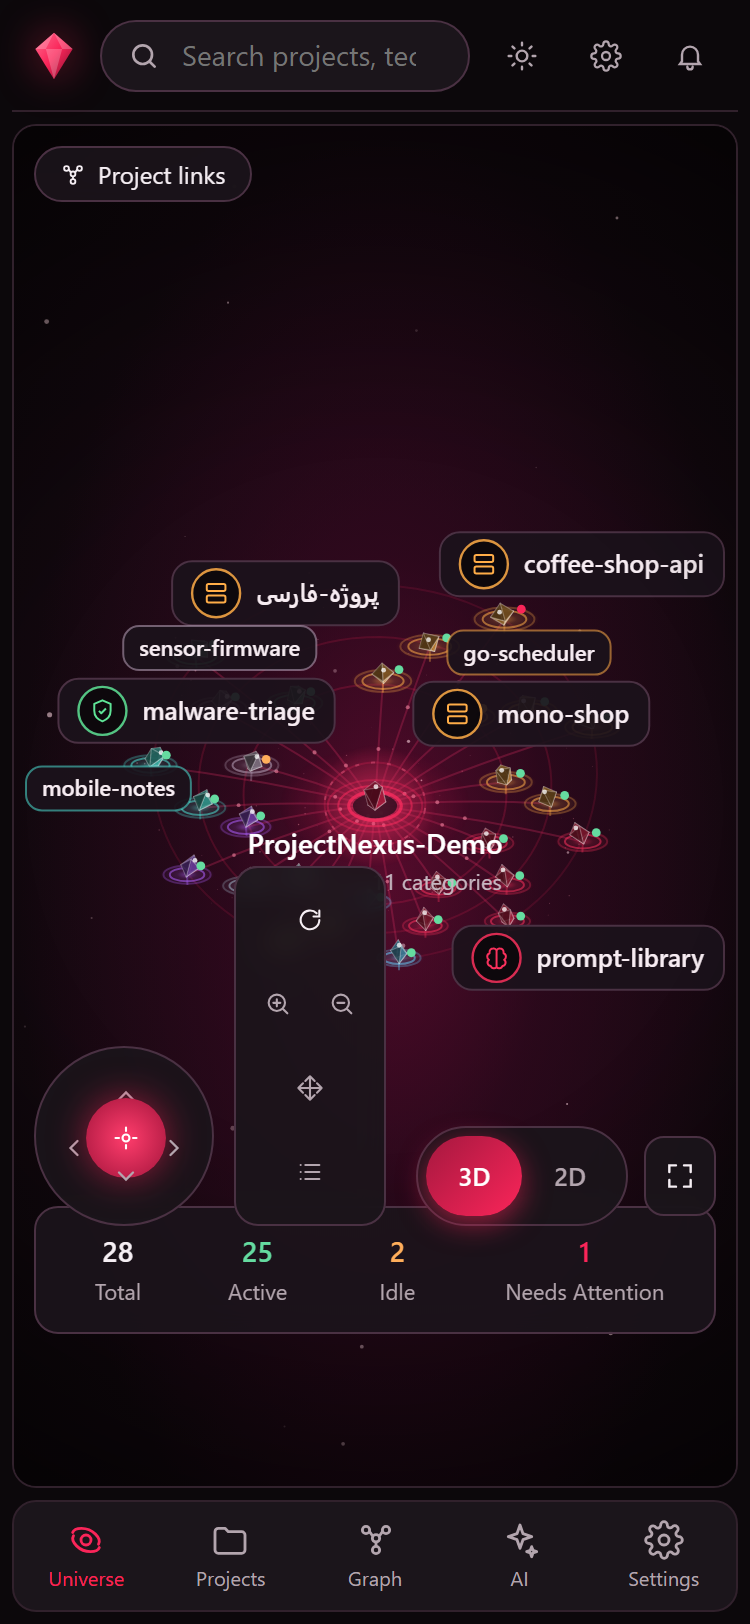 Search projects, tec
Project links
coffee-shop-api
پروژه-فارسی
sensor-firmware
go-scheduler
malware-triage
mono-shop
mobile-notes
ProjectNexus-Demo
1 categories
prompt-library
3D
2D
28
25
2
1
Total
Active
Idle
Needs Attention
Universe
Projects
Graph
AI
Settings